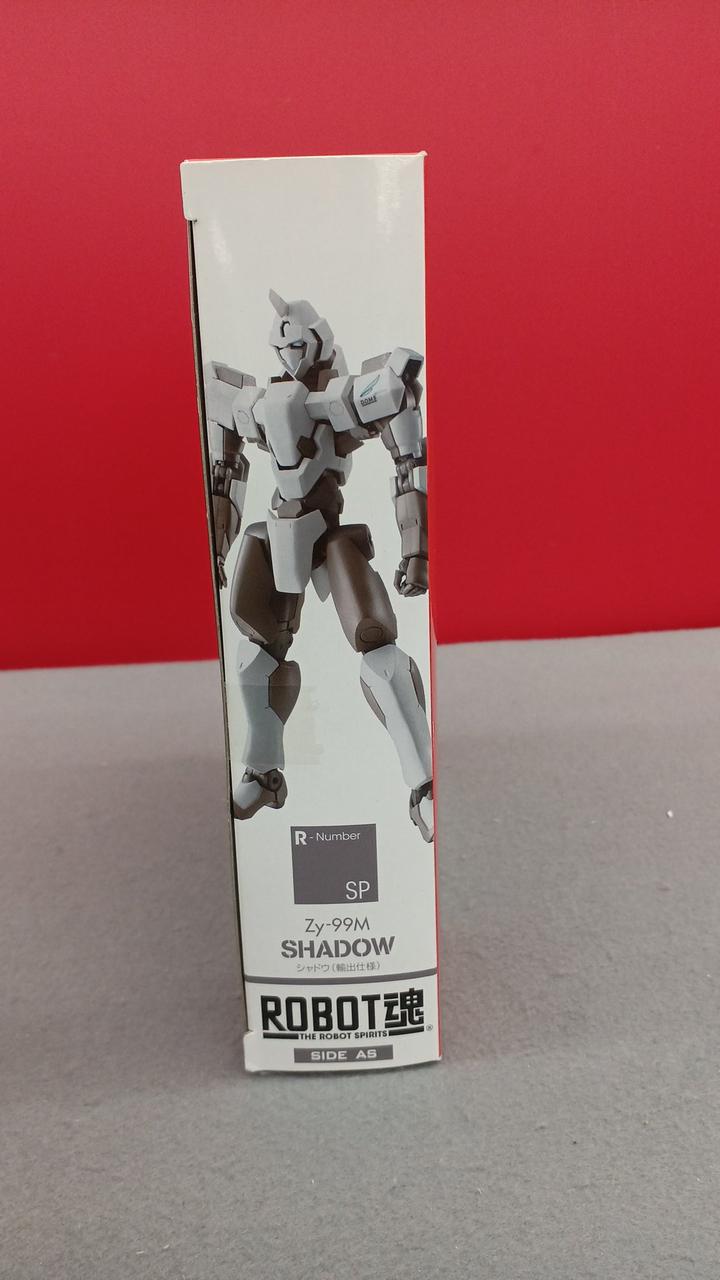 DOME
R - Number
SP
Zy-99M
SHADOW
シャドウ(輸出仕様)
ROBOT魂®
THE ROBOT SPIRITS
SIDE AS